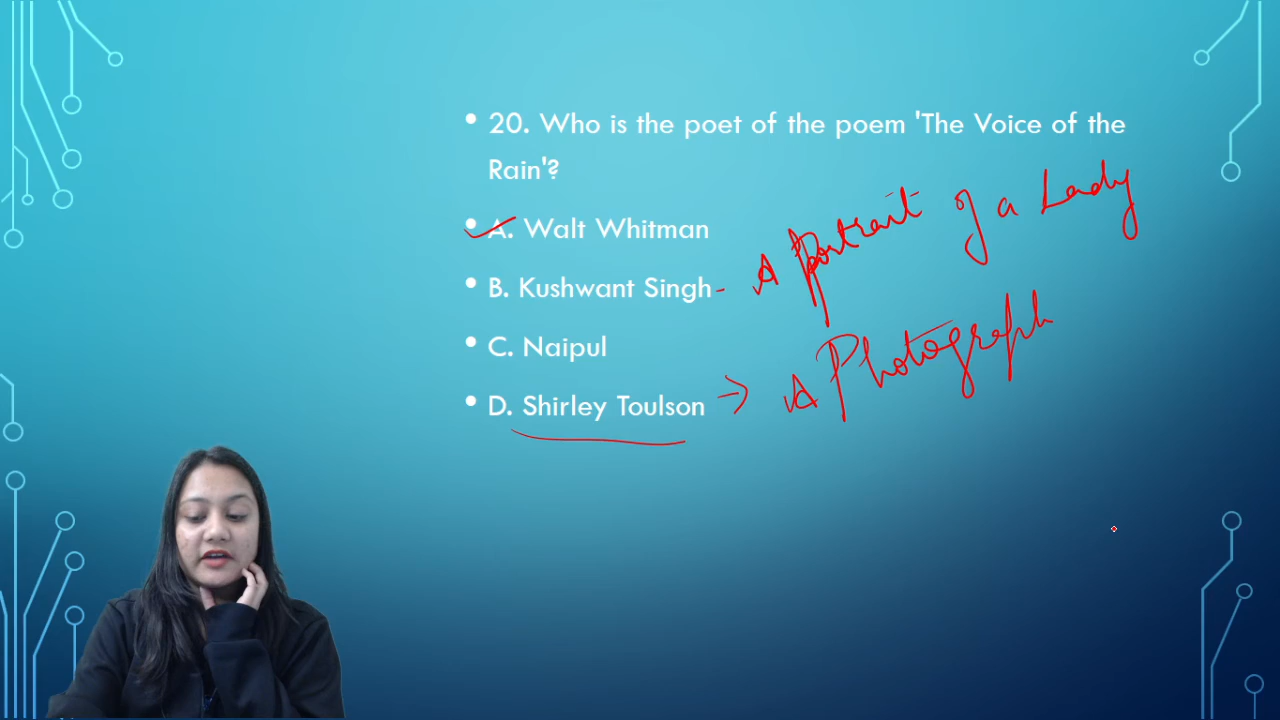 • 20. Who is the poet of the poem 'The Voice of the
Rain'?
• A. Walt Whitman
• B. Kushwant Singh - A portrait of a Lady
• C. Naipul
• D. Shirley Toulson → A Photograph